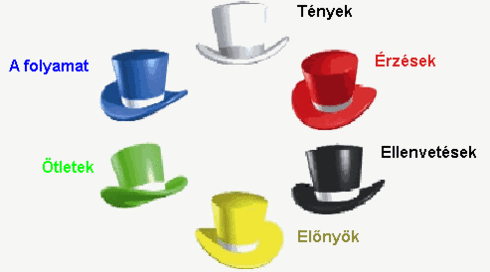 Tények
A folyamat
Érzések
Ötletek
Ellenvetések
Előnyök